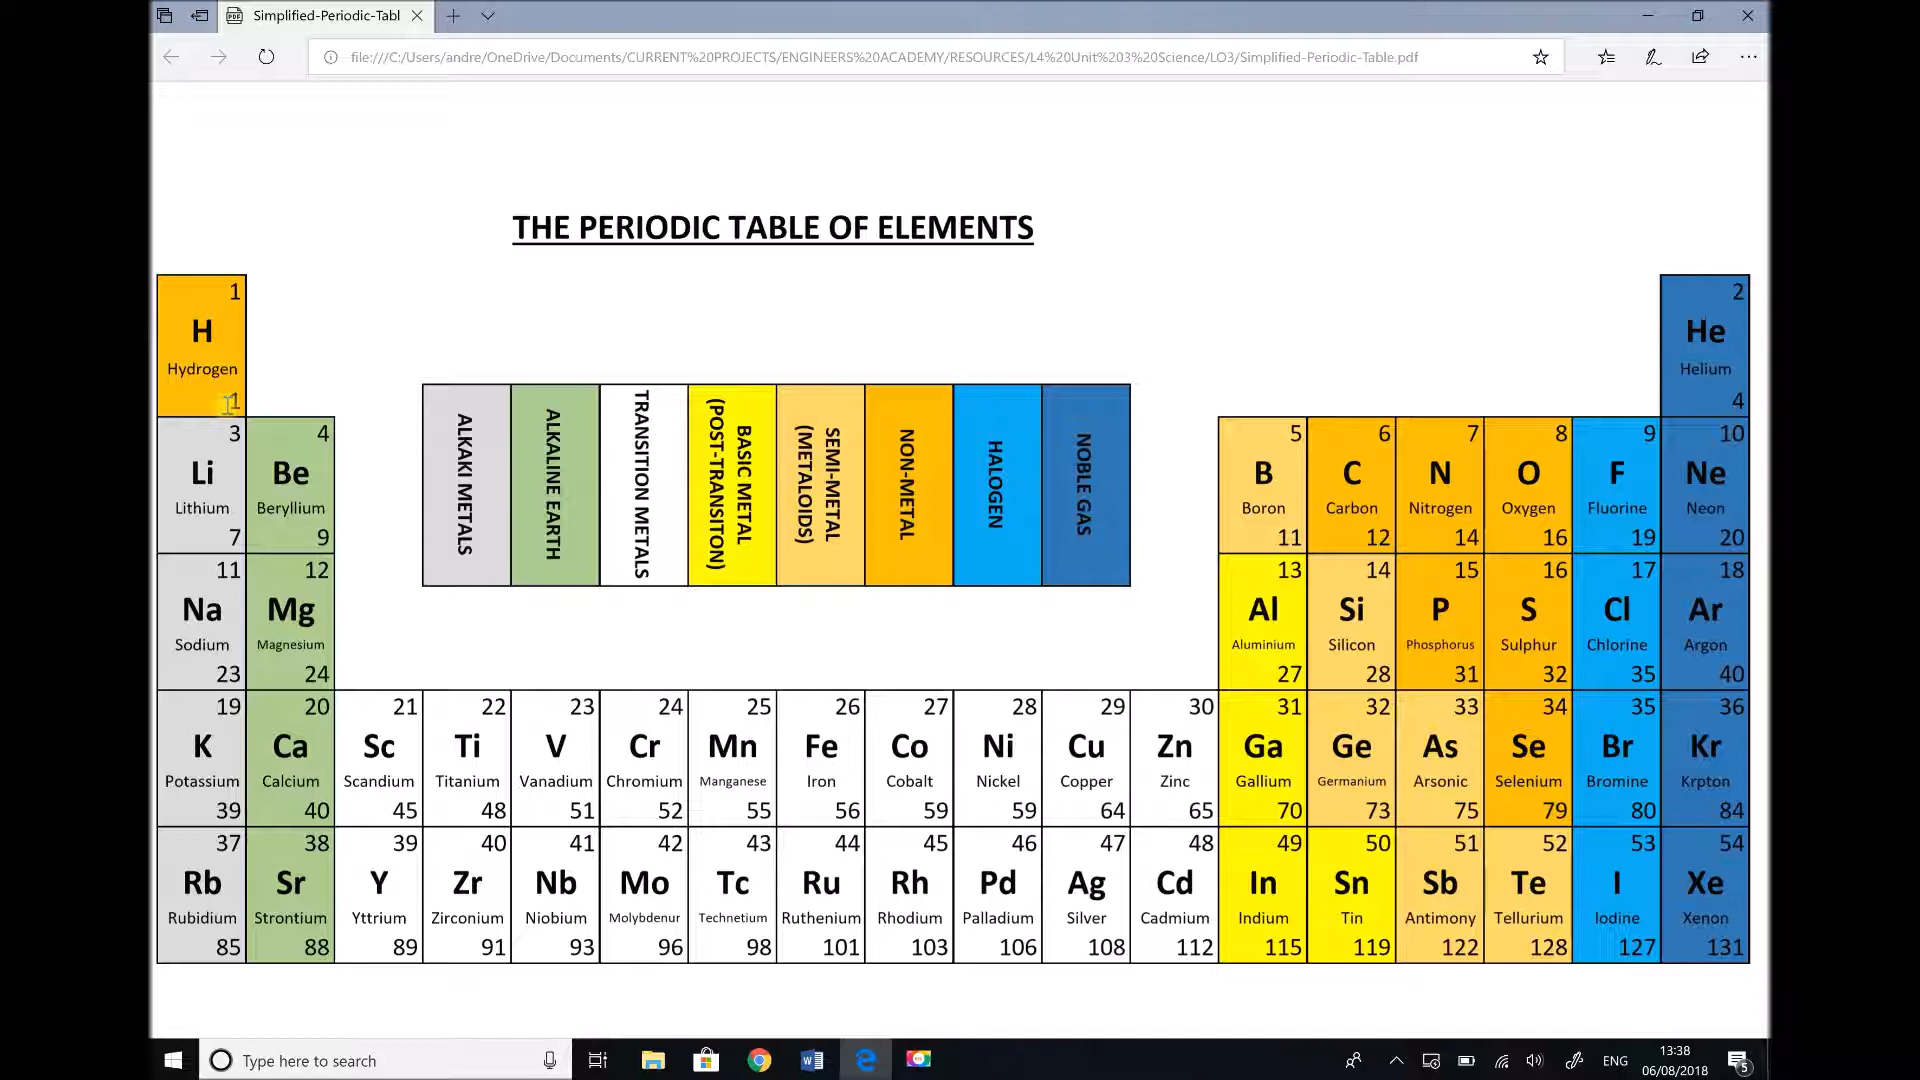 Simplified-Periodic-Tabl
file:///C:/Users/andre/OneDrive/Documents/CURRENT%20PROJECTS/ENGINEERS%20ACADEMY/RESOURCES/L4%20Unit%203%20Science/LO3/Simplified-Periodic-Table.pdf
THE PERIODIC TABLE OF ELEMENTS
1 2
H He
Hydrogen Helium
1 4
ALKAKI METALS
ALKALINE EARTH
TRANSITION METALS
BASIC METAL
(POST-TRANSITON)
SEMI-METAL
(METALOIDS)
NON-METAL
HALOGEN
NOBLE GAS
3 4 5 6 7 8 9 10
Li Be B C N O F Ne
Lithium Beryllium Boron Carbon Nitrogen Oxygen Fluorine Neon
7 9 11 12 14 16 19 20
11 12 13 14 15 16 17 18
Na Mg Al Si P S Cl Ar
Sodium Magnesium Aluminium Silicon Phosphorus Sulphur Chlorine Argon
23 24 27 28 31 32 35 40
19 20 21 22 23 24 25 26 27 28 29 30 31 32 33 34 35 36
K Ca Sc Ti V Cr Mn Fe Co Ni Cu Zn Ga Ge As Se Br Kr
Potassium Calcium Scandium Titanium Vanadium Chromium Manganese Iron Cobalt Nickel Copper Zinc Gallium Germanium Arsonic Selenium Bromine Krpton
39 40 45 48 51 52 55 56 59 59 64 65 70 73 75 79 80 84
37 38 39 40 41 42 43 44 45 46 47 48 49 50 51 52 53 54
Rb Sr Y Zr Nb Mo Tc Ru Rh Pd Ag Cd In Sn Sb Te I Xe
Rubidium Strontium Yttrium Zirconium Niobium Molybdenur Technetium Ruthenium Rhodium Palladium Silver Cadmium Indium Tin Antimony Tellurium Iodine Xenon
85 88 89 91 93 96 98 101 103 106 108 112 115 119 122 128 127 131
Type here to search
ENG
13:38
06/08/2018
5